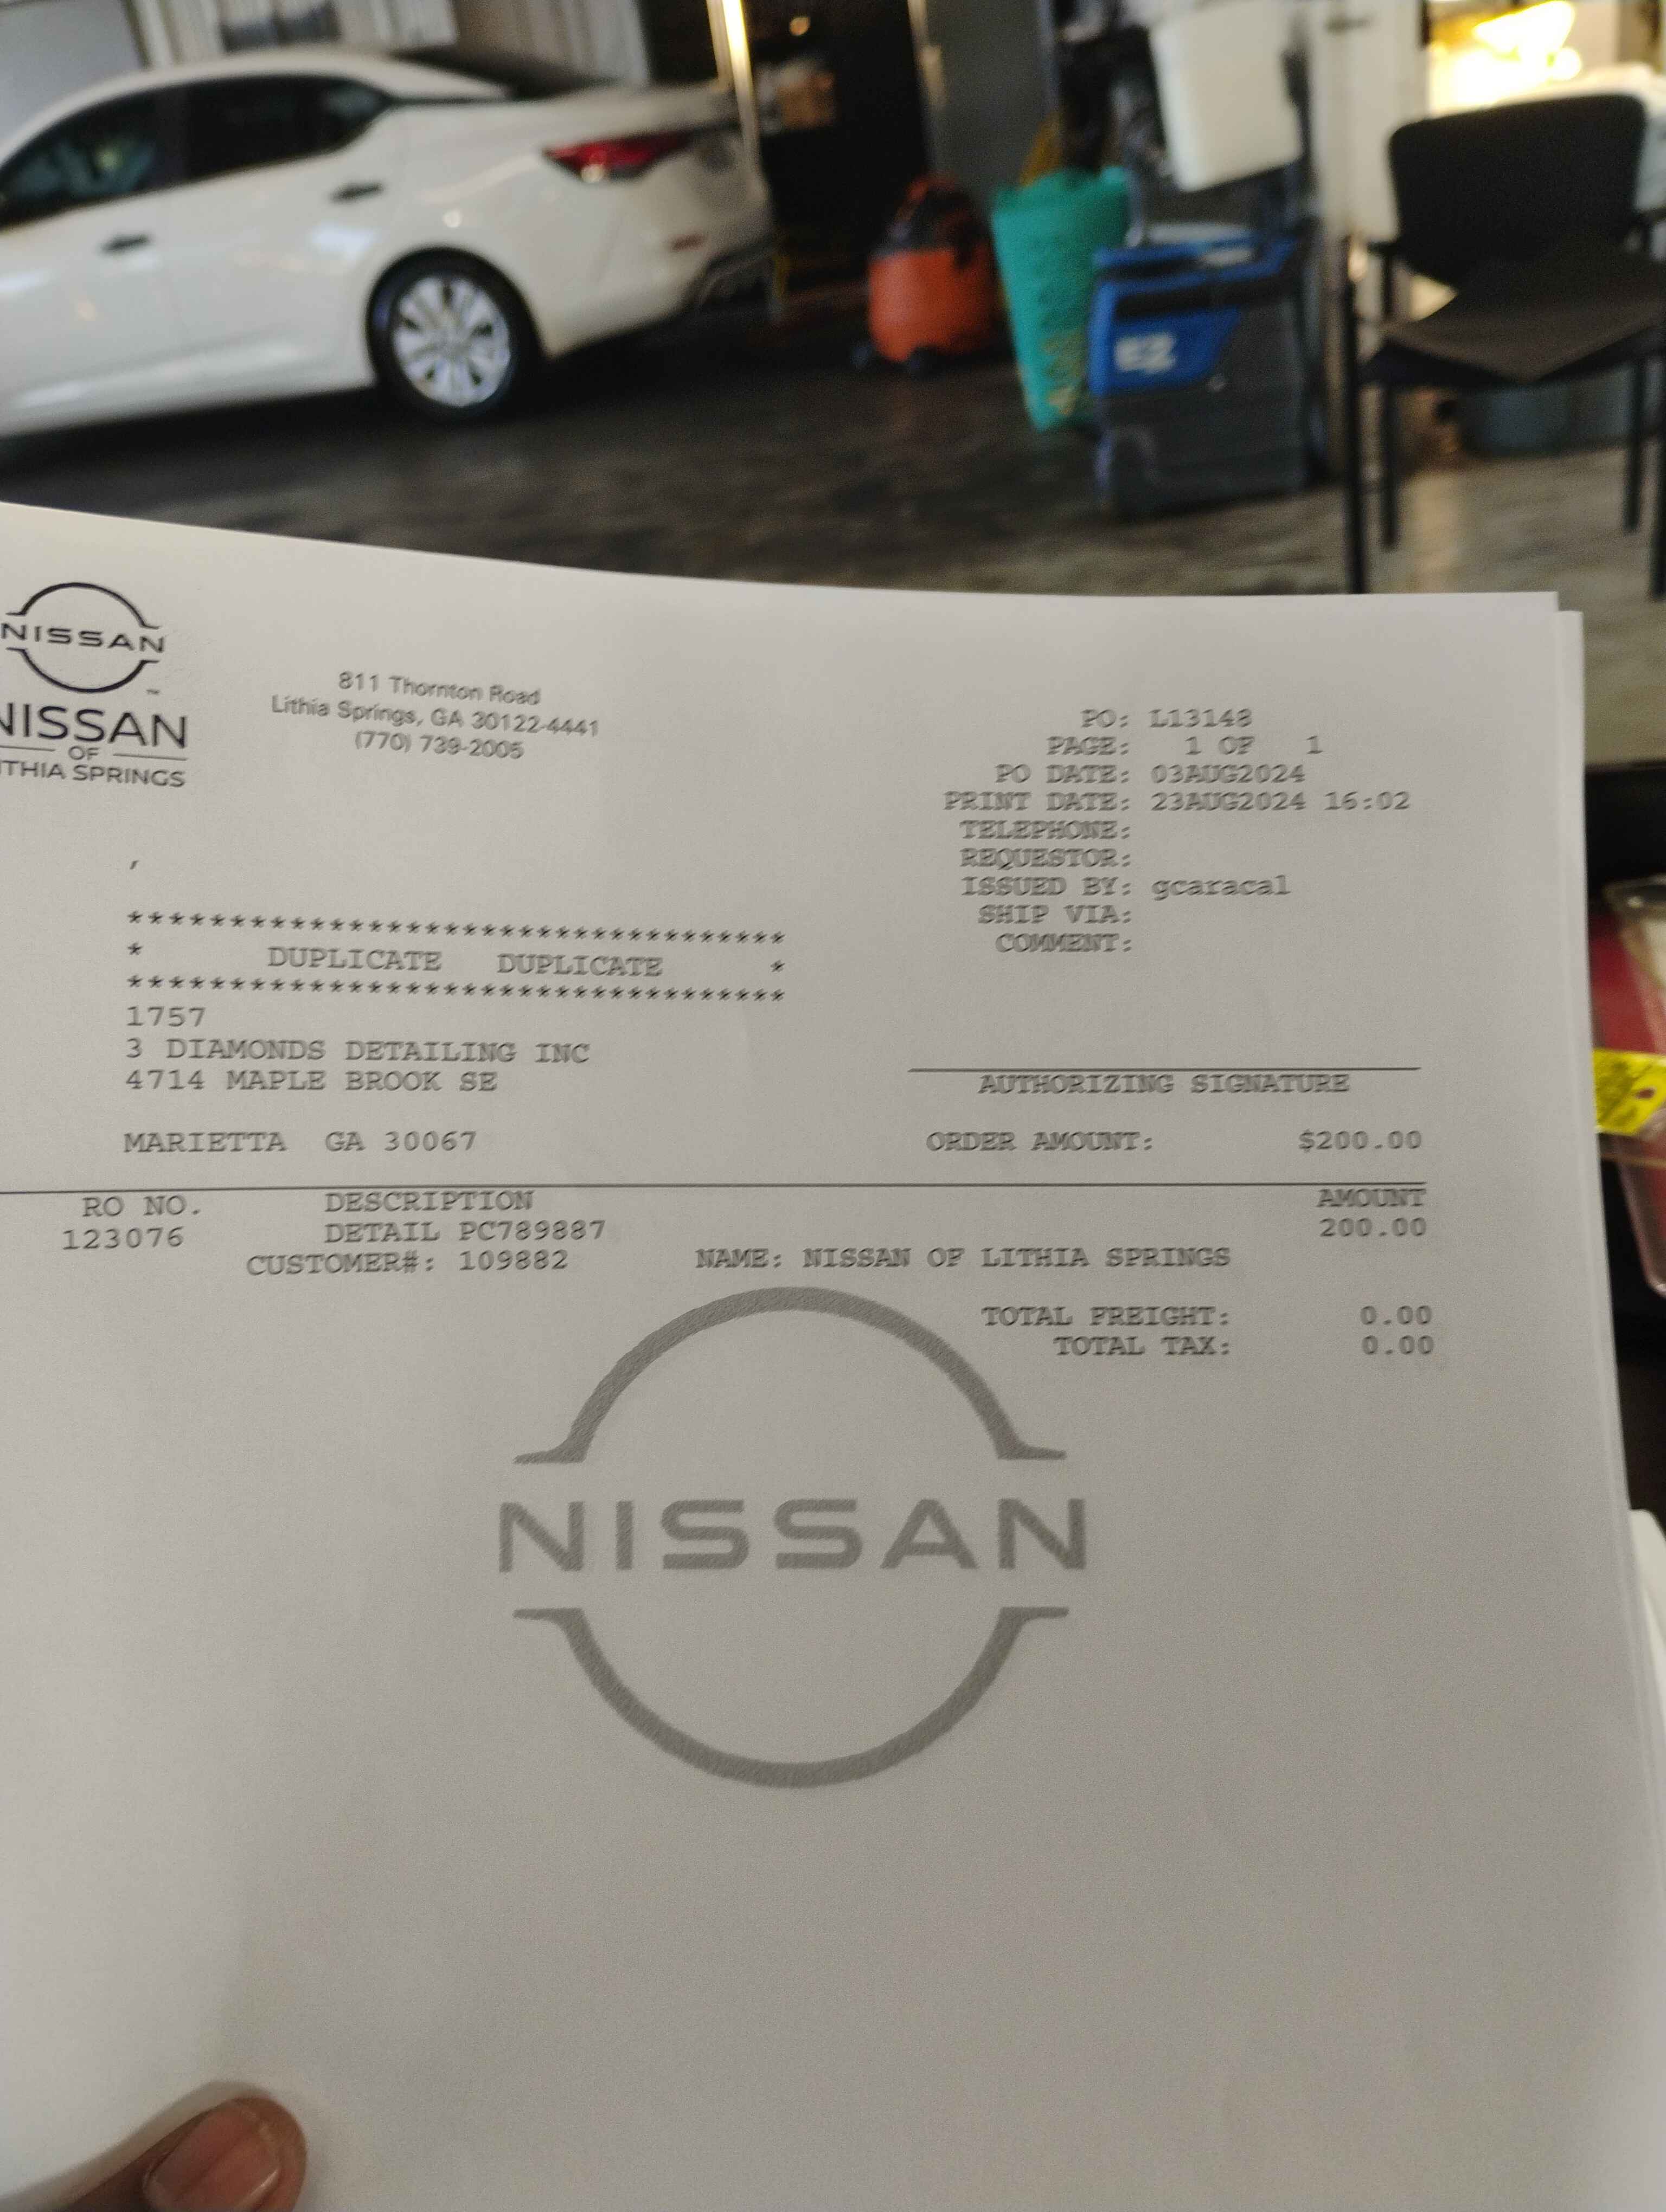 NISSAN
NISSAN
OF
THIA SPRINGS
811 Thornton Road
Lithia Springs, GA 30122-4441
(770) 739-2005
PO: L13148
PAGE: 1 OF 1
PO DATE: 03AUG2024
PRINT DATE: 23AUG2024 16:02
TELEPHONE:
REQUESTOR:
ISSUED BY: gcaracal
SHIP VIA:
COMMENT:
,
***********************************
* DUPLICATE DUPLICATE *
***********************************
1757
3 DIAMONDS DETAILING INC
4714 MAPLE BROOK SE
MARIETTA GA 30067
AUTHORIZING SIGNATURE
ORDER AMOUNT: $200.00
RO NO. DESCRIPTION AMOUNT
123076 DETAIL PC789887 200.00
CUSTOMER#: 109882 NAME: NISSAN OF LITHIA SPRINGS
TOTAL FREIGHT: 0.00
TOTAL TAX: 0.00
NISSAN
EZ